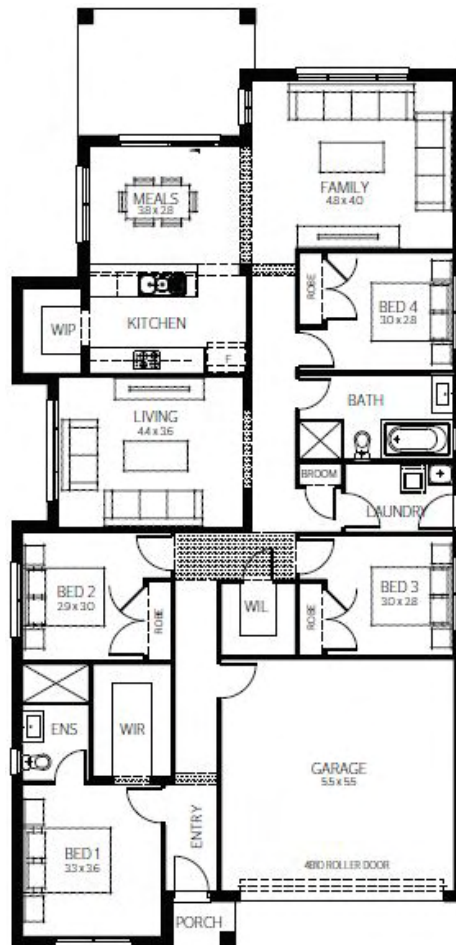 FAMILY
4.8 x 4.0
MEALS
3.8 x 2.8
ROBE
BED 4
3.0 x 2.8
WIP
KITCHEN
F
LIVING
4.4 x 3.6
BATH
BROOM
LAUNDRY
BED 2
2.9 x 3.0
ROBE
WIL
ROBE
BED 3
3.0 x 2.8
ENS
WIR
GARAGE
5.5 x 5.5
ENTRY
BED 1
3.3 x 3.6
4810 ROLLER DOOR
PORCH